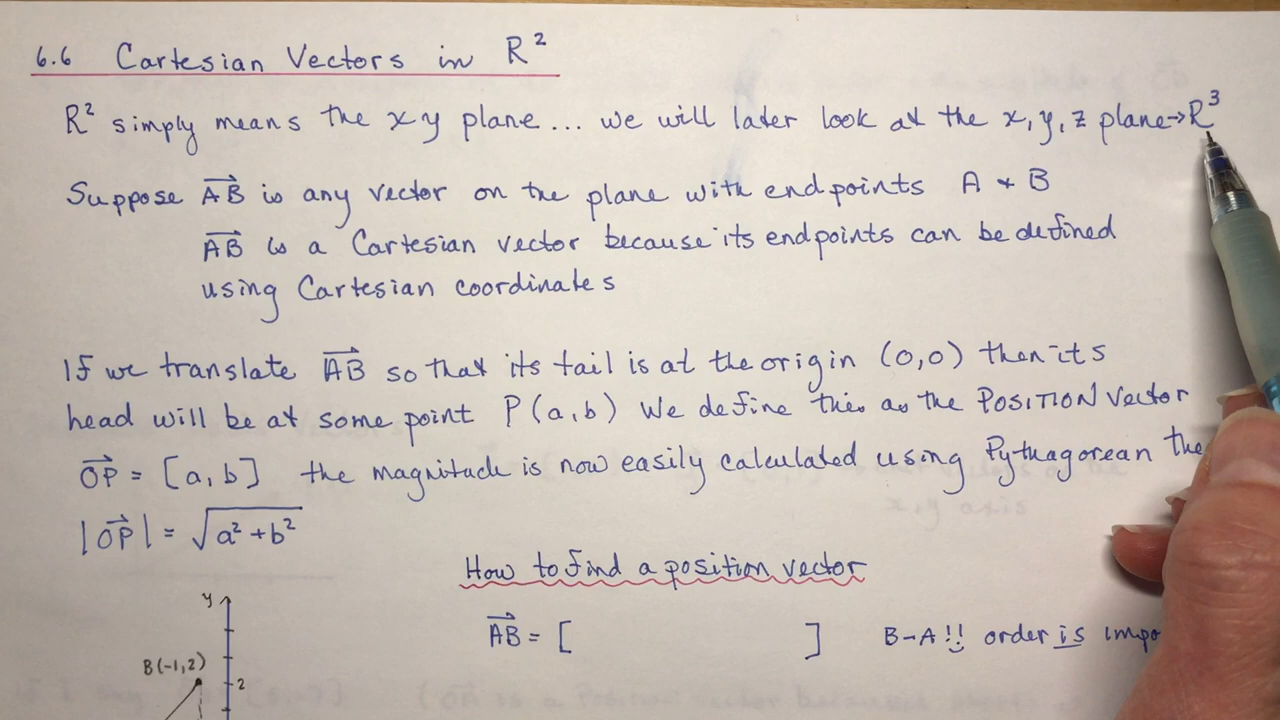 6.6 Cartesian Vectors in R²
R² simply means the xy plane... we will later look at the x, y, z plane→R³
Suppose AB is any vector on the plane with endpoints A + B
AB is a Cartesian vector because its endpoints can be defined
using Cartesian coordinates
If we translate AB so that its tail is at the origin (0,0) then its
head will be at some point P(a,b) We define this as the POSITION vector
OP = [a,b] the magnitude is now easily calculated using Pythagorean the
|OP| = √a²+b²
How to find a position vector
AB = [ ] B-A!! order is impo
y
B(-1,2)
2